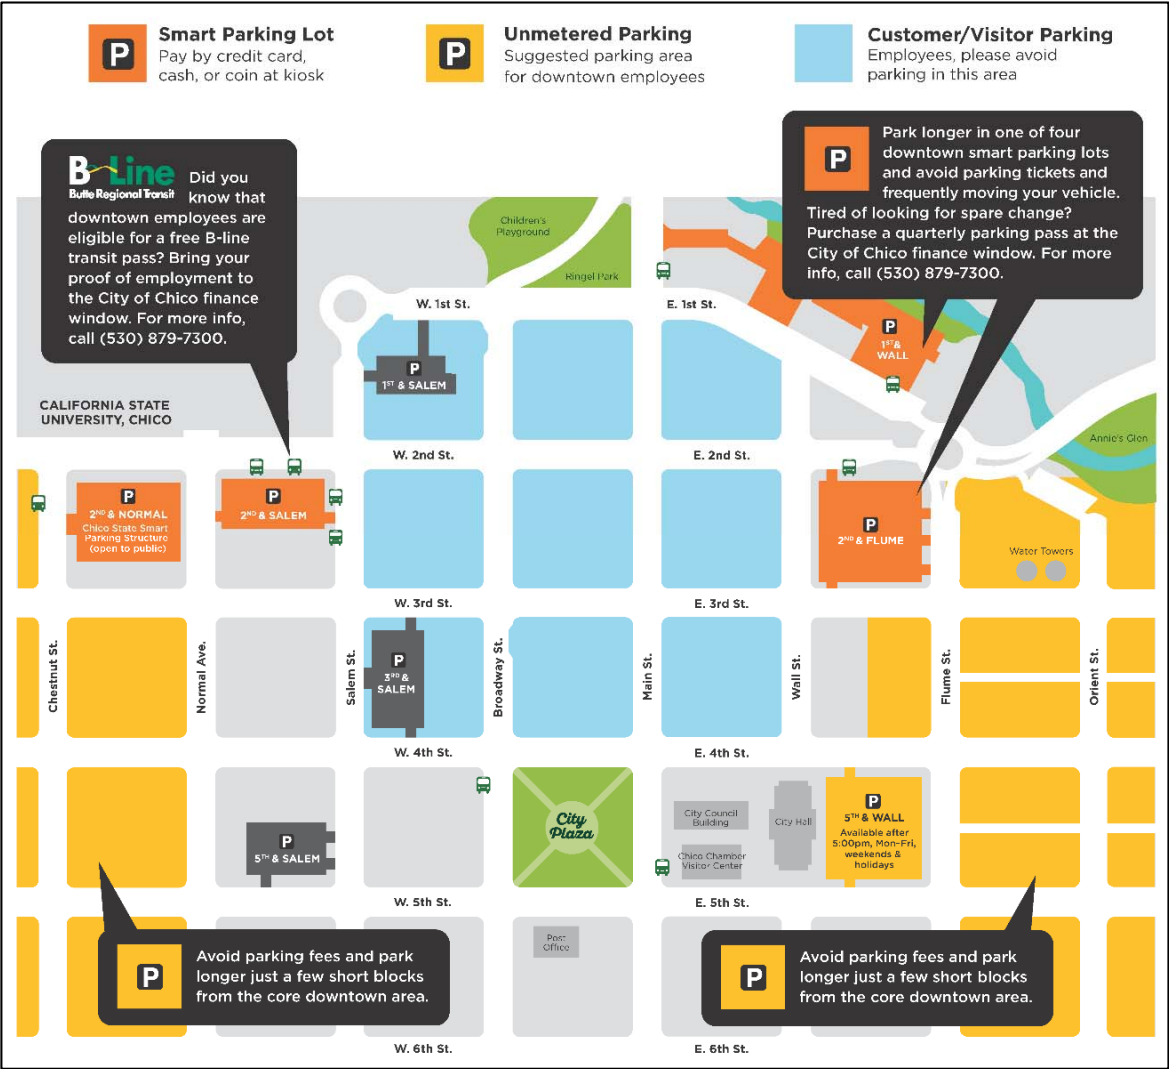 Smart Parking Lot
Pay by credit card,
cash, or coin at kiosk
P
Unmetered Parking
Suggested parking area
for downtown employees
P
Customer/Visitor Parking
Employees, please avoid
parking in this area
B-Line
Butte Regional Transit
Did you
know that
downtown employees are
eligible for a free B-line
transit pass? Bring your
proof of employment to
the City of Chico finance
window. For more info,
call (530) 879-7300.
P
Park longer in one of four
downtown smart parking lots
and avoid parking tickets and
frequently moving your vehicle.
Tired of looking for spare change?
Purchase a quarterly parking pass at the
City of Chico finance window. For more
info, call (530) 879-7300.
Children's
Playground
Ringel Park
W. 1st St.
E. 1st St.
P
1ST &
WALL
P
1ST & SALEM
CALIFORNIA STATE
UNIVERSITY, CHICO
Annie's Glen
W. 2nd St.
E. 2nd St.
P
2ND & NORMAL
Chico State Smart
Parking Structure
(open to public)
P
2ND & SALEM
P
2ND & FLUME
Water Towers
W. 3rd St.
E. 3rd St.
Chestnut St.
Normal Ave.
Salem St.
P
3RD &
SALEM
Broadway St.
Main St.
Wall St.
Flume St.
Orient St.
W. 4th St.
E. 4th St.
P
5TH & SALEM
City
Plaza
City Council
Building
City Hall
Chico Chamber
Visitor Center
P
5TH & WALL
Available after
5:00pm, Mon-Fri,
weekends &
holidays
W. 5th St.
E. 5th St.
P
Avoid parking fees and park
longer just a few short blocks
from the core downtown area.
Post
Office
P
Avoid parking fees and park
longer just a few short blocks
from the core downtown area.
W. 6th St.
E. 6th St.